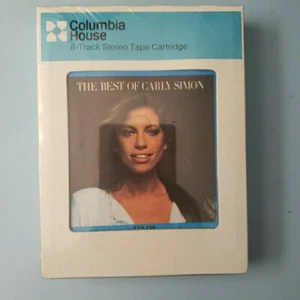 Columbia
House
8-Track Stereo Tape Cartridge
THE BEST OF CARLY SIMON